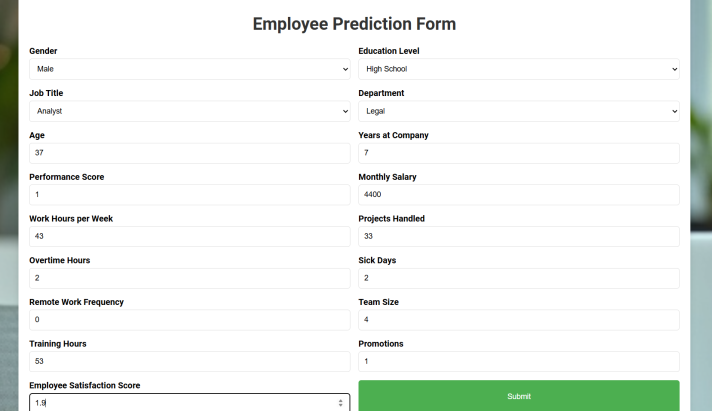 Employee Prediction Form
Gender
Education Level
Male
High School
Job Title
Department
Analyst
Legal
Age
Years at Company
37
7
Performance Score
Monthly Salary
1
4400
Work Hours per Week
Projects Handled
43
33
Overtime Hours
Sick Days
2
2
Remote Work Frequency
Team Size
0
4
Training Hours
Promotions
53
1
Employee Satisfaction Score
1.9
Submit